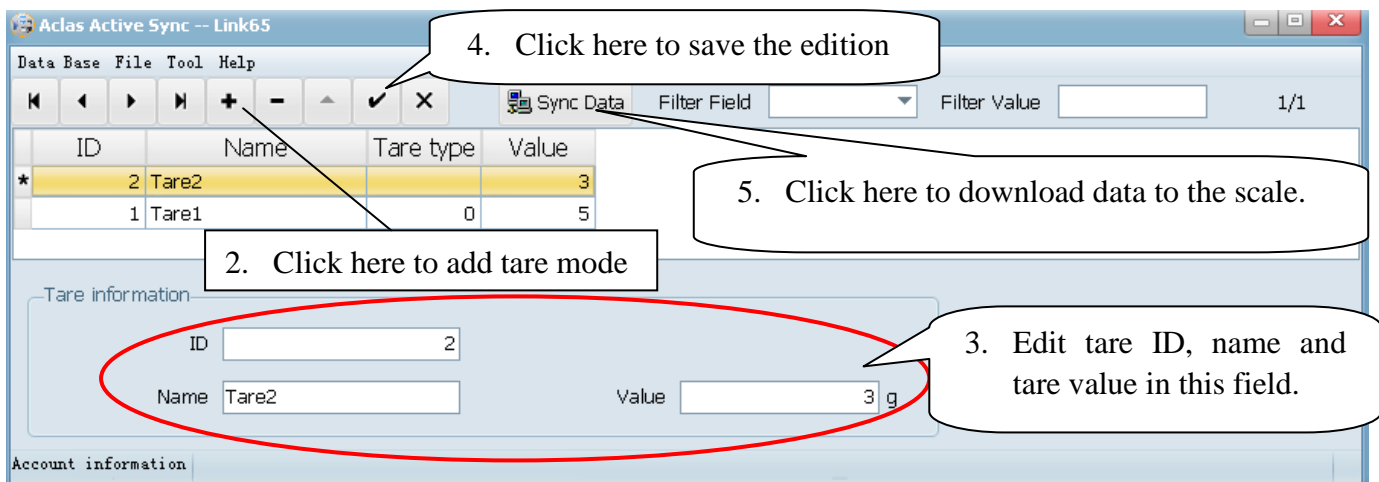 Aclas Active Sync -- Link65
4. Click here to save the edition
Data Base File Tool Help
Sync Data Filter Field Filter Value 1/1
ID Name Tare type Value
* 2 Tare2 3
1 Tare1 0 5
5. Click here to download data to the scale.
2. Click here to add tare mode
Tare information
ID 2
Name Tare2 Value 3 g
3. Edit tare ID, name and
tare value in this field.
Account information